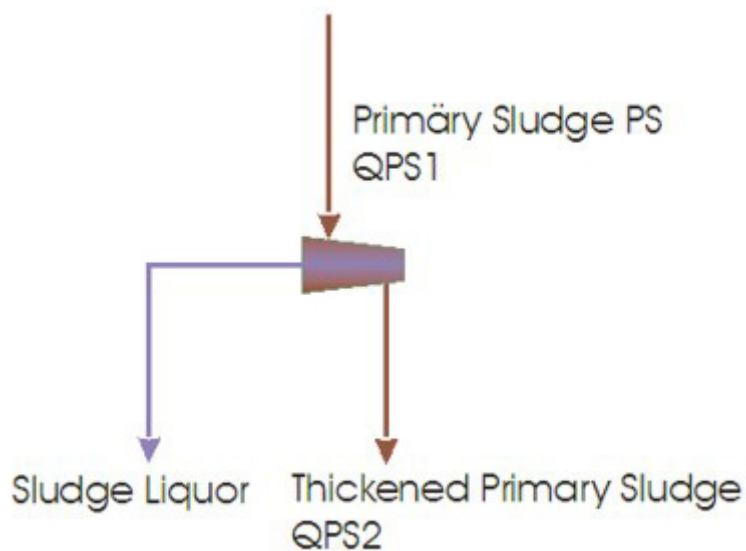 Primäry Sludge PS
QPS1
Sludge Liquor
Thickened Primary Sludge
QPS2